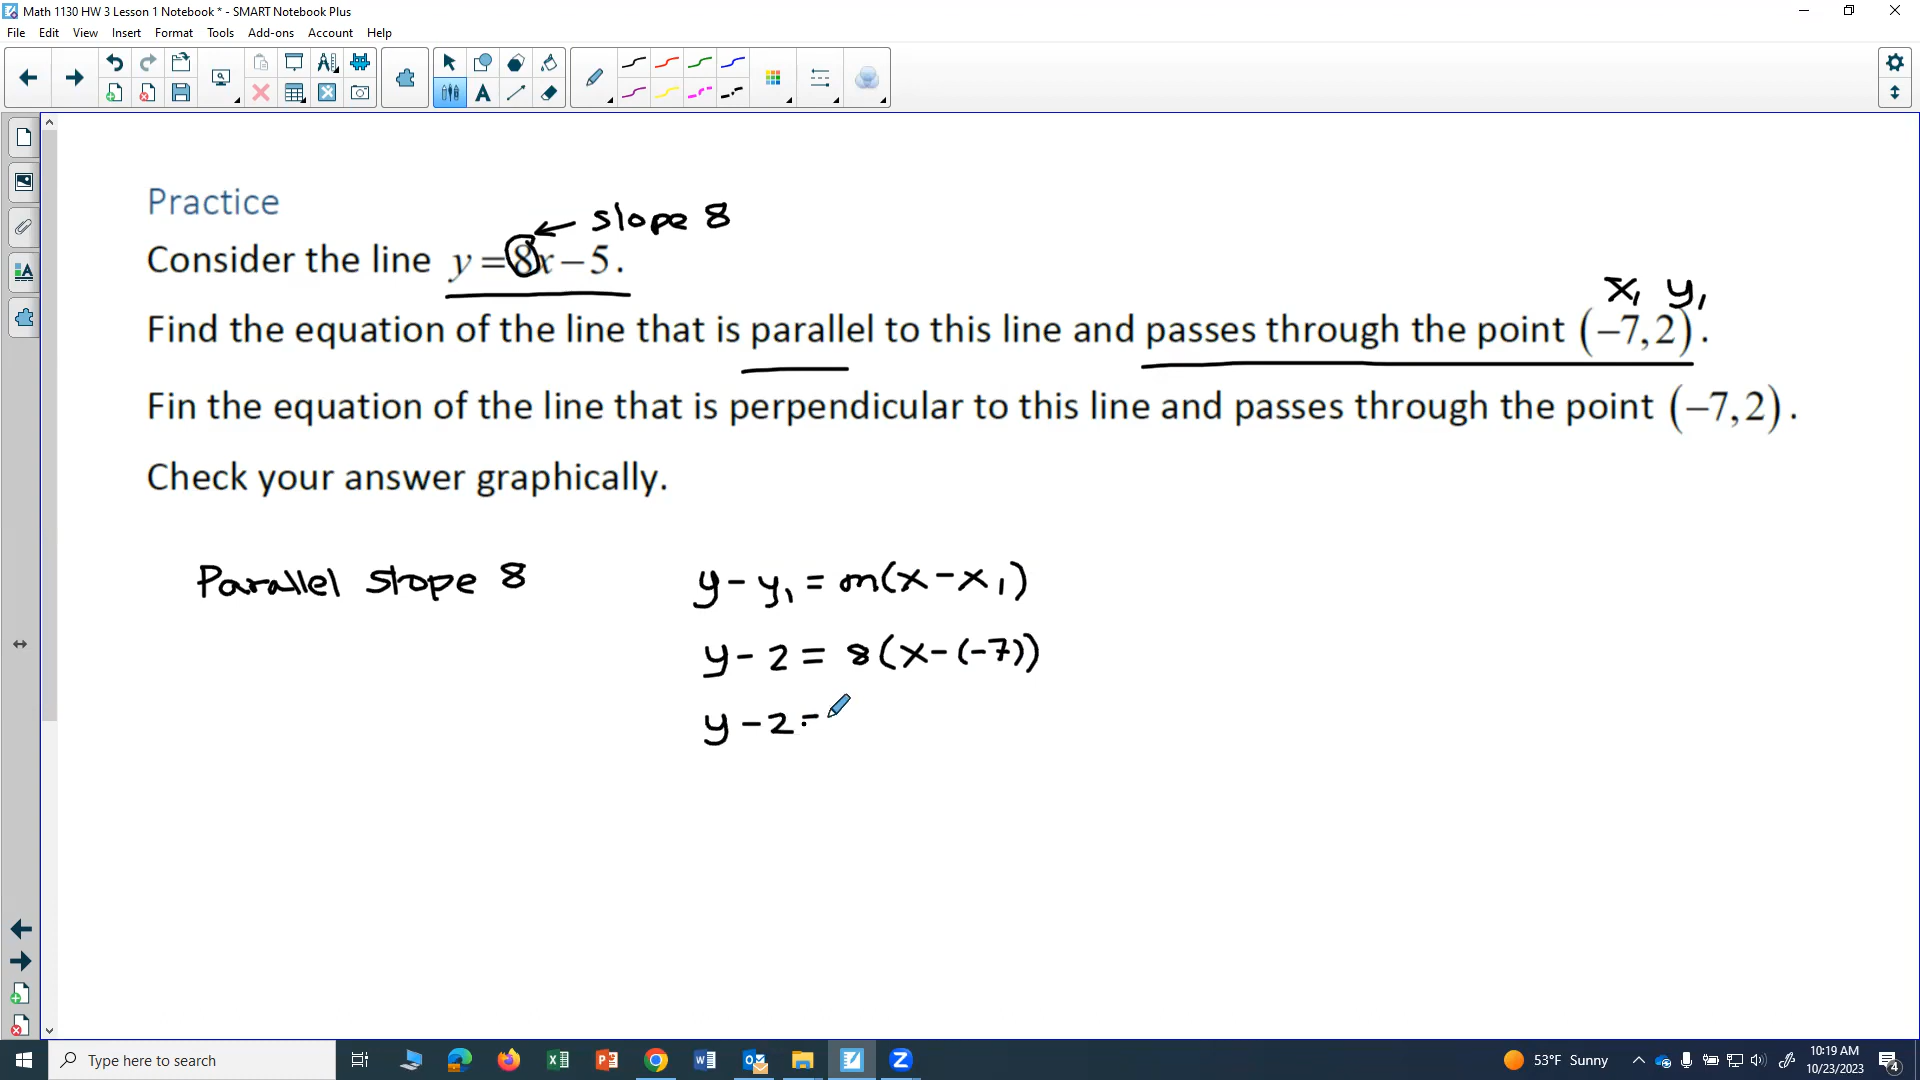 Math 1130 HW 3 Lesson 1 Notebook * - SMART Notebook Plus
File Edit View Insert Format Tools Add-ons Account Help
Practice
← slope 8
Consider the line y = 8x − 5.
x₁ y₁
Find the equation of the line that is parallel to this line and passes through the point (−7, 2).
Fin the equation of the line that is perpendicular to this line and passes through the point (−7, 2).
Check your answer graphically.
Parallel slope 8
y − y₁ = m(x − x₁)
y − 2 = 8(x − (−7))
y − 2 =
Type here to search
53°F Sunny
10:19 AM
10/23/2023
4